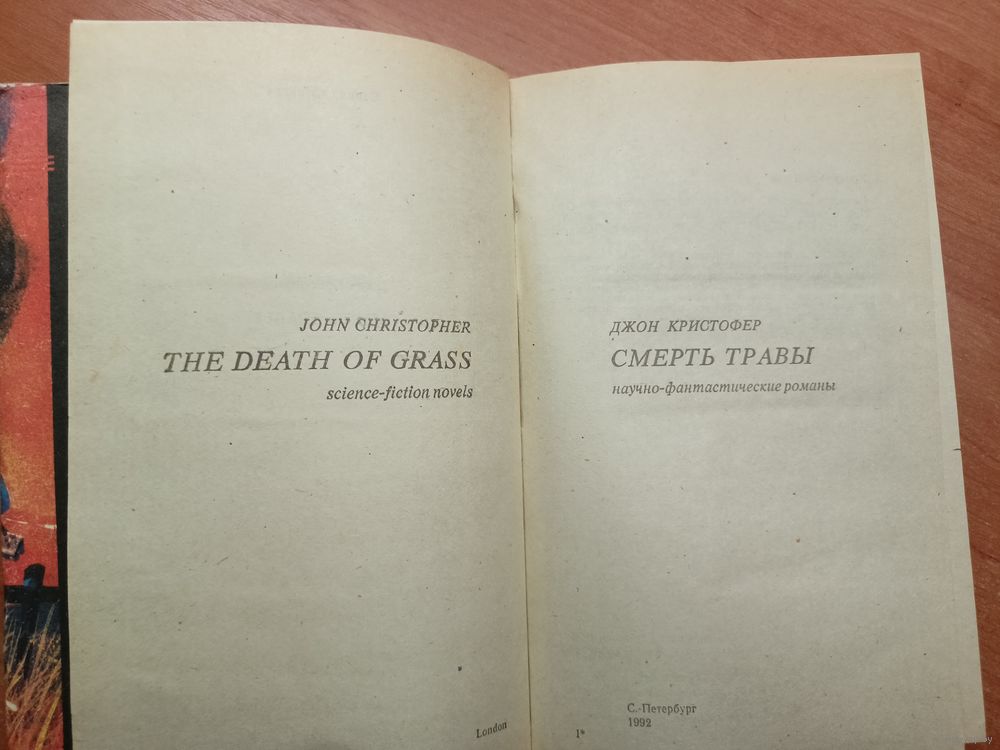 JOHN CHRISTOPHER
THE DEATH OF GRASS
science-fiction novels
London
ДЖОН КРИСТОФЕР
СМЕРТЬ ТРАВЫ
научно-фантастические романы
С.-Петербург
1992
1*